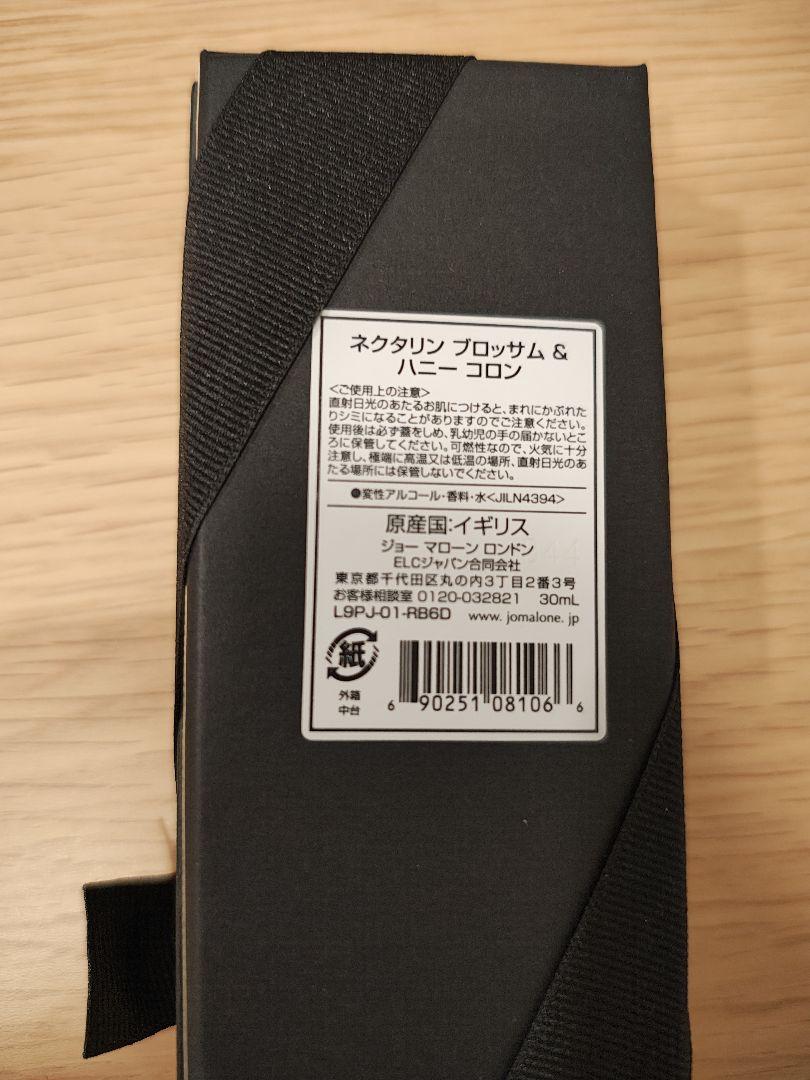 ネクタリン ブロッサム &
ハニー コロン
<ご使用上の注意>
直射日光のあたるお肌につけると、まれにかぶれた
りシミになることがありますのでご注意ください。
使用後は必ず蓋をしめ、乳幼児の手の届かないとこ
ろに保管してください。可燃性なので、火気に十分
注意し、極端に高温又は低温の場所、直射日光のあ
たる場所には保管しないでください。
●変性アルコール・香料・水<JILN4394>
原産国:イギリス
ジョー マローン ロンドン
ELCジャパン合同会社
東京都千代田区丸の内3丁目2番3号
お客様相談室 0120-032821 30mL
L9PJ-01-RB6D www. jomalone. jp
紙
外箱
中台
6 90251 08106 6